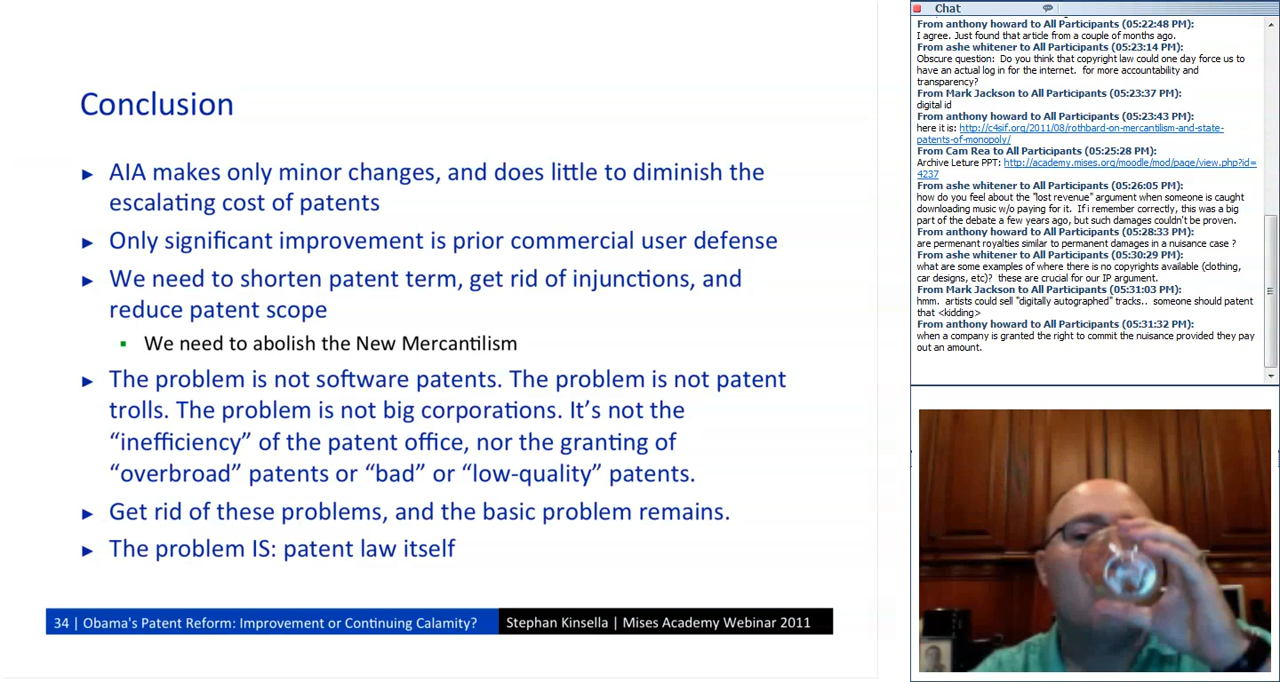 Conclusion
► AIA makes only minor changes, and does little to diminish the
escalating cost of patents
► Only significant improvement is prior commercial user defense
► We need to shorten patent term, get rid of injunctions, and
reduce patent scope
▪ We need to abolish the New Mercantilism
► The problem is not software patents. The problem is not patent
trolls. The problem is not big corporations. It’s not the
“inefficiency” of the patent office, nor the granting of
“overbroad” patents or “bad” or “low-quality” patents.
► Get rid of these problems, and the basic problem remains.
► The problem IS: patent law itself
34 | Obama's Patent Reform: Improvement or Continuing Calamity?
Stephan Kinsella | Mises Academy Webinar 2011
Chat
From anthony howard to All Participants (05:22:48 PM):
I agree. Just found that article from a couple of months ago.
From ashe whitener to All Participants (05:23:14 PM):
Obscure question: Do you think that copyright law could one day force us to
have an actual log in for the internet. for more accountability and
transparency?
From Mark Jackson to All Participants (05:23:37 PM):
digital id
From anthony howard to All Participants (05:23:43 PM):
here it is: http://c4sif.org/2011/08/rothbard-on-mercantilism-and-state-
patents-of-monopoly/
From Cam Rea to All Participants (05:25:28 PM):
Archive Leture PPT: http://academy.mises.org/moodle/mod/page/view.php?id=
4237
From ashe whitener to All Participants (05:26:05 PM):
how do you feel about the "lost revenue" argument when someone is caught
downloading music w/o paying for it. If i remember correctly, this was a big
part of the debate a few years ago, but such damages couldn't be proven.
From anthony howard to All Participants (05:28:33 PM):
are permenant royalties similar to permanent damages in a nuisance case ?
From ashe whitener to All Participants (05:30:29 PM):
what are some examples of where there is no copyrights available (clothing,
car designs, etc)? these are crucial for our IP argument.
From Mark Jackson to All Participants (05:31:03 PM):
hmm. artists could sell "digitally autographed" tracks.. someone should patent
that <kidding>
From anthony howard to All Participants (05:31:32 PM):
when a company is granted the right to commit the nuisance provided they pay
out an amount.